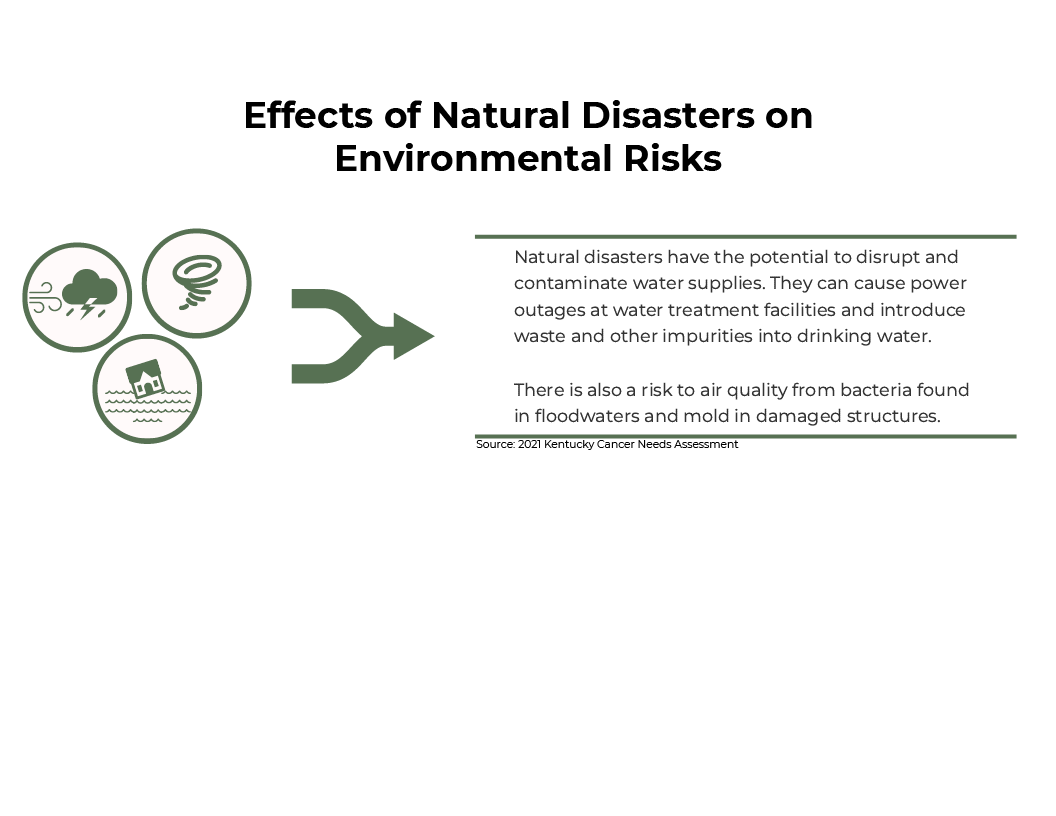 Effects of Natural Disasters on
Environmental Risks
Natural disasters have the potential to disrupt and
contaminate water supplies. They can cause power
outages at water treatment facilities and introduce
waste and other impurities into drinking water.
There is also a risk to air quality from bacteria found
in floodwaters and mold in damaged structures.
Source: 2021 Kentucky Cancer Needs Assessment